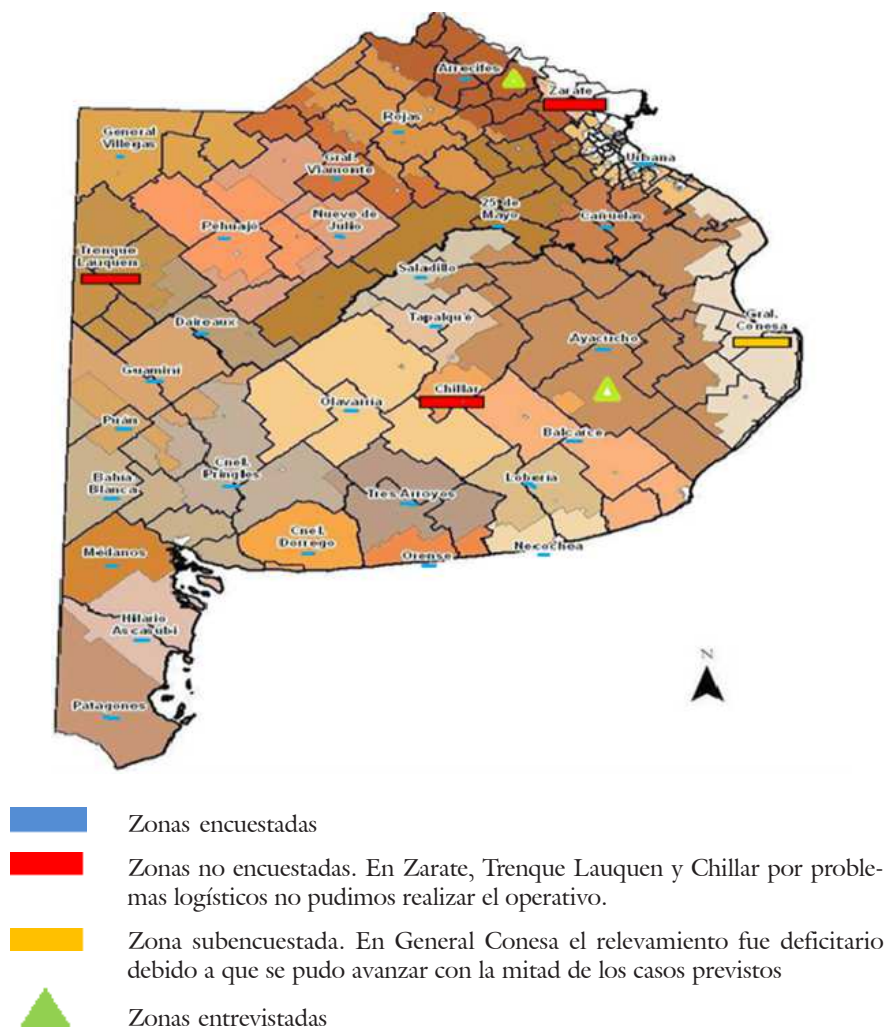 Arrecifes
Zarate
General
Villegas
Rojas
Gral.
Viamonte
Urbana
25 de
Mayo
Cañuelas
Pehuajó
Nueve de
Julio
Trenque
Lauquen
Saladillo
Daireaux
Tapalqué
Gral.
Conesa
Ayacucho
Guaminí
Chillar
Olavarría
Puán
Balcarce
Bahía
Blanca
Cnel.
Pringles
Lobería
Tres Arroyos
Médanos
Cnel.
Dorrego
Orense
Necochea
Hilario
Ascasubi
Patagones
N
Zonas encuestadas
Zonas no encuestadas. En Zarate, Trenque Lauquen y Chillar por proble-
mas logísticos no pudimos realizar el operativo.
Zona subencuestada. En General Conesa el relevamiento fue deficitario
debido a que se pudo avanzar con la mitad de los casos previstos
Zonas entrevistadas